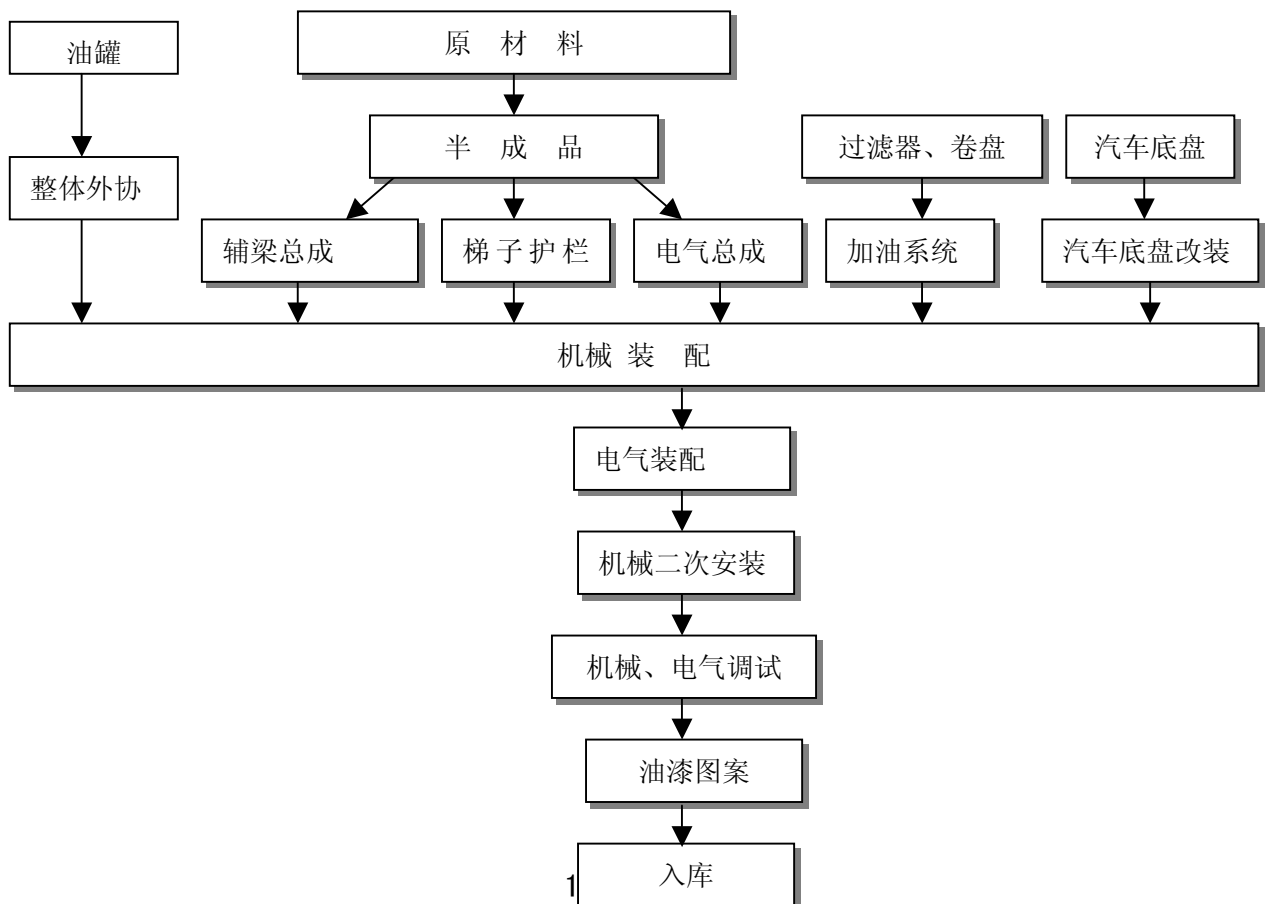 油罐
原 材 料
半 成 品
过滤器、卷盘
汽车底盘
整体外协
辅梁总成
梯子护栏
电气总成
加油系统
汽车底盘改装
机械 装 配
电气装配
机械二次安装
机械、电气调试
油漆图案
入库
1